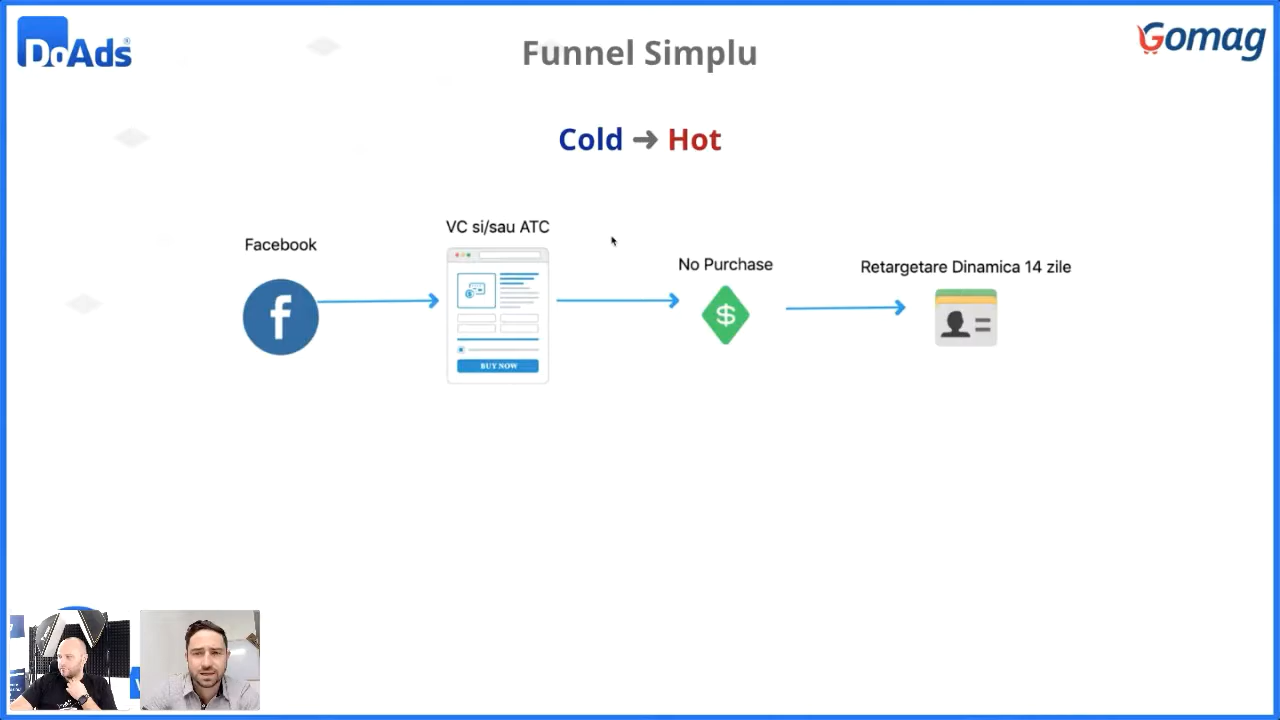 DoAds
Funnel Simplu
Gomag
Cold → Hot
Facebook
VC si/sau ATC
No Purchase
Retargetare Dinamica 14 zile
BUY NOW